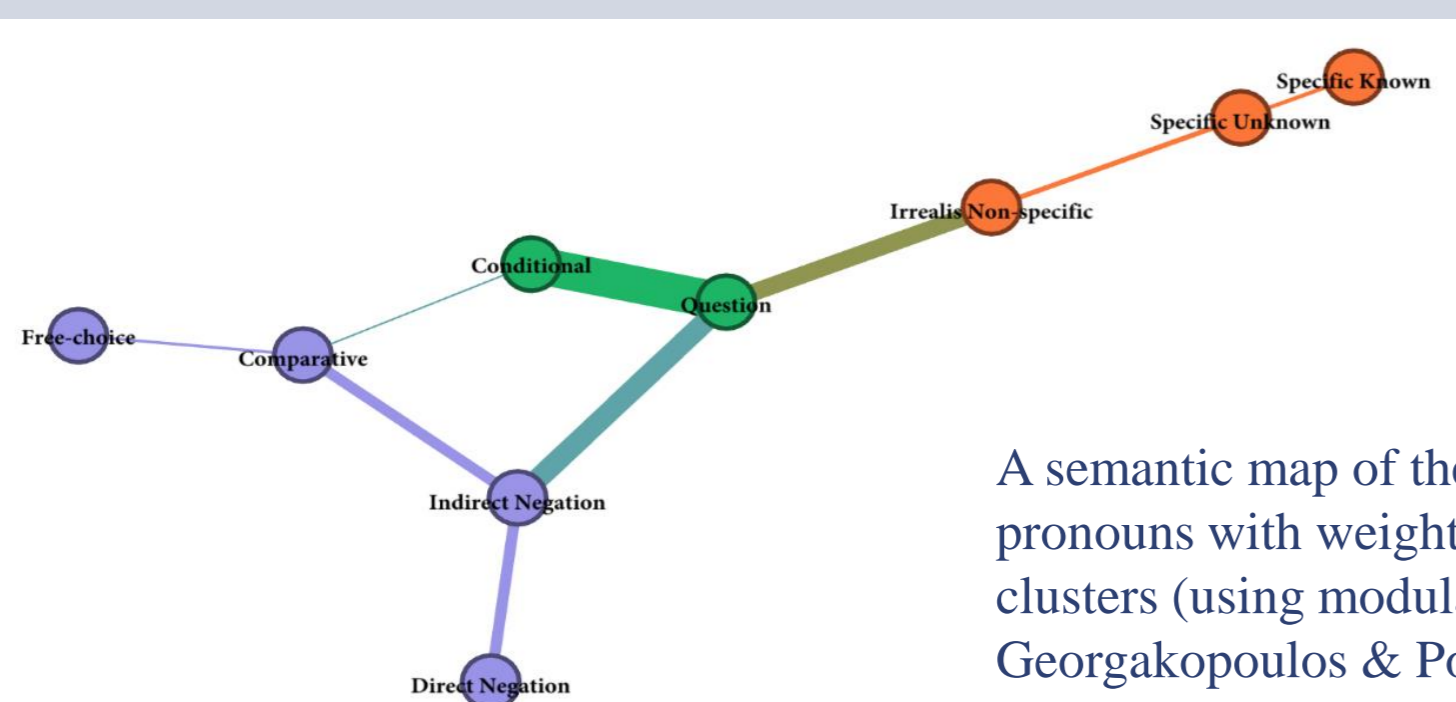 Specific Known
Specific Unknown
Irrealis Non-specific
Conditional
Question
Free-choice
Comparative
Indirect Negation
Direct Negation
A semantic map of the
pronouns with weight
clusters (using modul
Georgakopoulos & Po